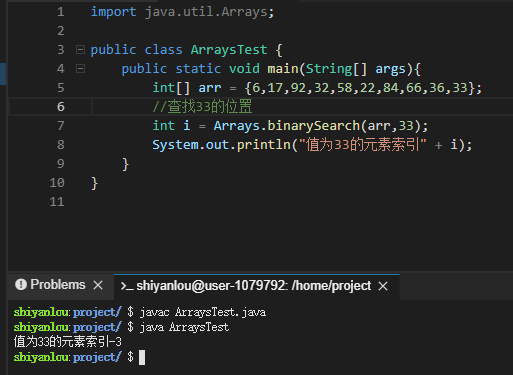 1 import java.util.Arrays;
2
3 public class ArraysTest {
4 public static void main(String[] args){
5 int[] arr = {6,17,92,32,58,22,84,66,36,33};
6 //查找33的位置
7 int i = Arrays.binarySearch(arr,33);
8 System.out.println("值为33的元素索引" + i);
9 }
10 }
11
Problems
shiyanlou@user-1079792: /home/project
shiyanlou:project/ $ javac ArraysTest.java
shiyanlou:project/ $ java ArraysTest
值为33的元素索引-3
shiyanlou:project/ $